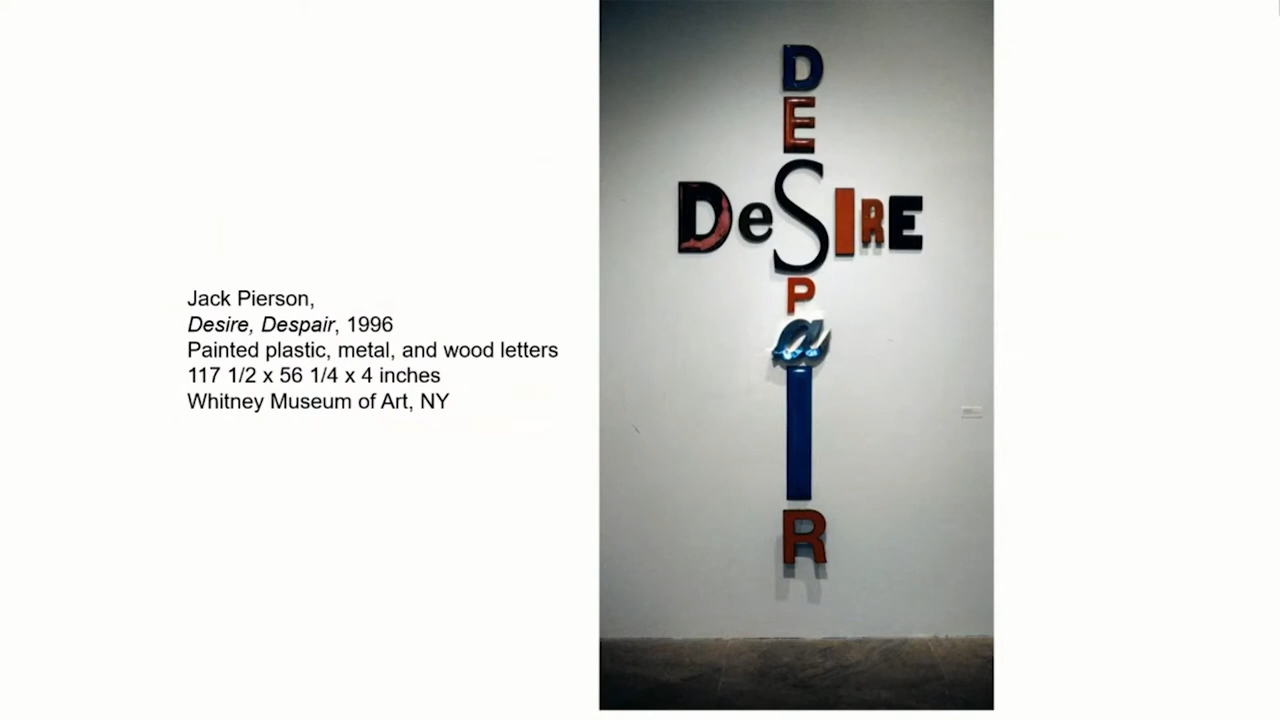 Jack Pierson,
Desire, Despair, 1996
Painted plastic, metal, and wood letters
117 1/2 x 56 1/4 x 4 inches
Whitney Museum of Art, NY
D
E
DeSIRE
P
a
I
R